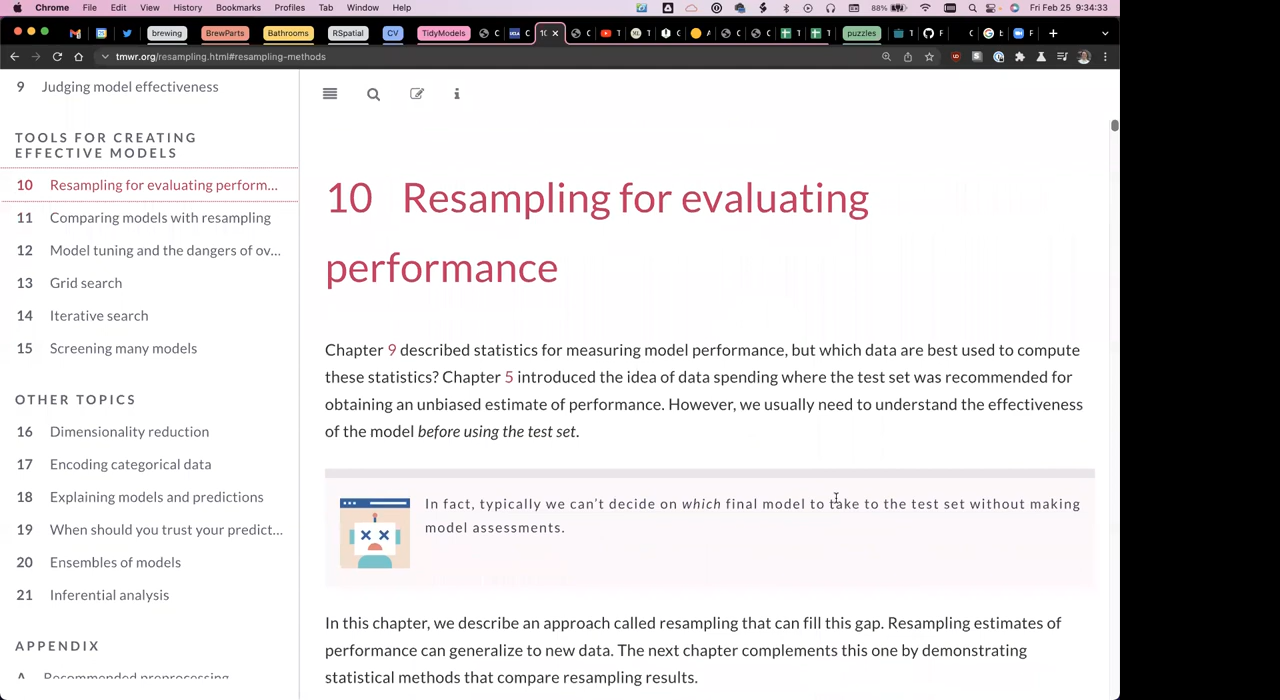 Chrome File Edit View History Bookmarks Profiles Tab Window Help 88% Fri Feb 25 9:34:33
brewing BrewParts Bathrooms RSpatial CV TidyModels puzzles
tmwr.org/resampling.html#resampling-methods
9 Judging model effectiveness
TOOLS FOR CREATING
EFFECTIVE MODELS
10 Resampling for evaluating perform...
11 Comparing models with resampling
12 Model tuning and the dangers of ov...
13 Grid search
14 Iterative search
15 Screening many models
OTHER TOPICS
16 Dimensionality reduction
17 Encoding categorical data
18 Explaining models and predictions
19 When should you trust your predict...
20 Ensembles of models
21 Inferential analysis
APPENDIX
A Recommended preprocessing
10 Resampling for evaluating
performance
Chapter 9 described statistics for measuring model performance, but which data are best used to compute
these statistics? Chapter 5 introduced the idea of data spending where the test set was recommended for
obtaining an unbiased estimate of performance. However, we usually need to understand the effectiveness
of the model before using the test set.
In fact, typically we can't decide on which final model to take to the test set without making
model assessments.
In this chapter, we describe an approach called resampling that can fill this gap. Resampling estimates of
performance can generalize to new data. The next chapter complements this one by demonstrating
statistical methods that compare resampling results.